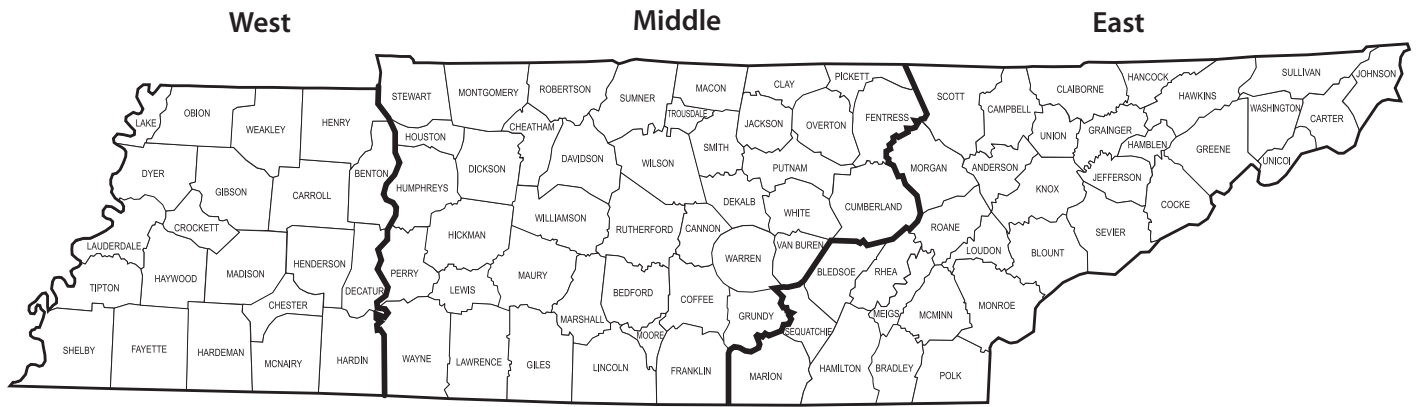 West
Middle
East
LAKE
OBION
WEAKLEY
HENRY
DYER
GIBSON
CARROLL
BENTON
LAUDERDALE
CROCKETT
TIPTON
HAYWOOD
MADISON
HENDERSON
DECATUR
CHESTER
SHELBY
FAYETTE
HARDEMAN
MCNAIRY
HARDIN
STEWART
MONTGOMERY
ROBERTSON
SUMNER
MACON
CLAY
PICKETT
TROUSDALE
HOUSTON
CHEATHAM
JACKSON
OVERTON
FENTRESS
DICKSON
DAVIDSON
WILSON
SMITH
PUTNAM
HUMPHREYS
WILLIAMSON
RUTHERFORD
CANNON
DEKALB
WHITE
CUMBERLAND
HICKMAN
VAN BUREN
WARREN
PERRY
LEWIS
MAURY
BEDFORD
COFFEE
MARSHALL
MOORE
GRUNDY
WAYNE
LAWRENCE
GILES
LINCOLN
FRANKLIN
SCOTT
CAMPBELL
CLAIBORNE
HANCOCK
HAWKINS
SULLIVAN
JOHNSON
UNION
GRAINGER
HAMBLEN
GREENE
WASHINGTON
CARTER
UNICOI
MORGAN
ANDERSON
KNOX
JEFFERSON
COCKE
ROANE
LOUDON
BLOUNT
SEVIER
BLEDSOE
RHEA
MEIGS
MCMINN
MONROE
SEQUATCHIE
MARION
HAMILTON
BRADLEY
POLK